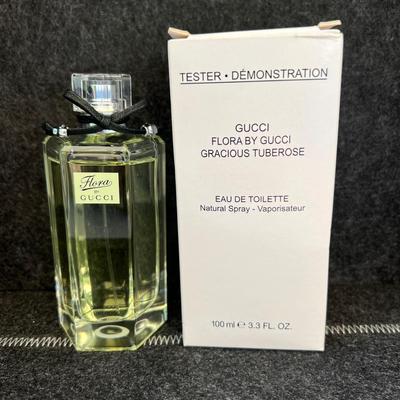 Flora
BY
GUCCI
TESTER • DÉMONSTRATION
GUCCI
FLORA BY GUCCI
GRACIOUS TUBEROSE
EAU DE TOILETTE
Natural Spray - Vaporisateur
100 ml ℮ 3.3 FL. OZ.